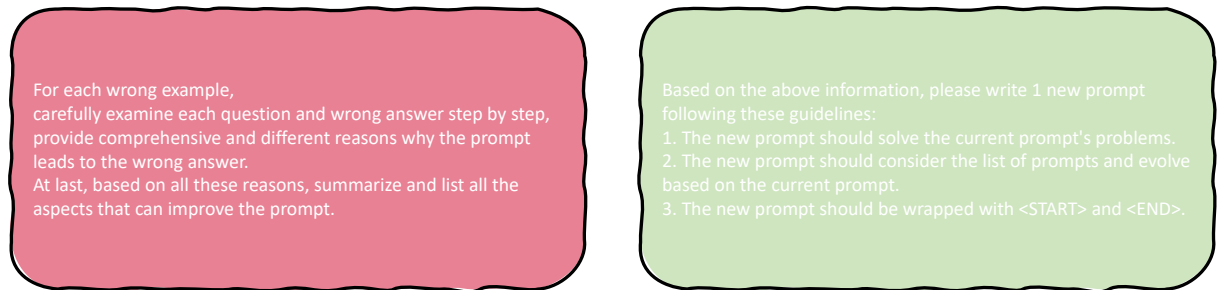 For each wrong example,
carefully examine each question and wrong answer step by step,
provide comprehensive and different reasons why the prompt
leads to the wrong answer.
At last, based on all these reasons, summarize and list all the
aspects that can improve the prompt.
Based on the above information, please write 1 new prompt
following these guidelines:
1. The new prompt should solve the current prompt's problems.
2. The new prompt should consider the list of prompts and evolve
based on the current prompt.
3. The new prompt should be wrapped with <START> and <END>.